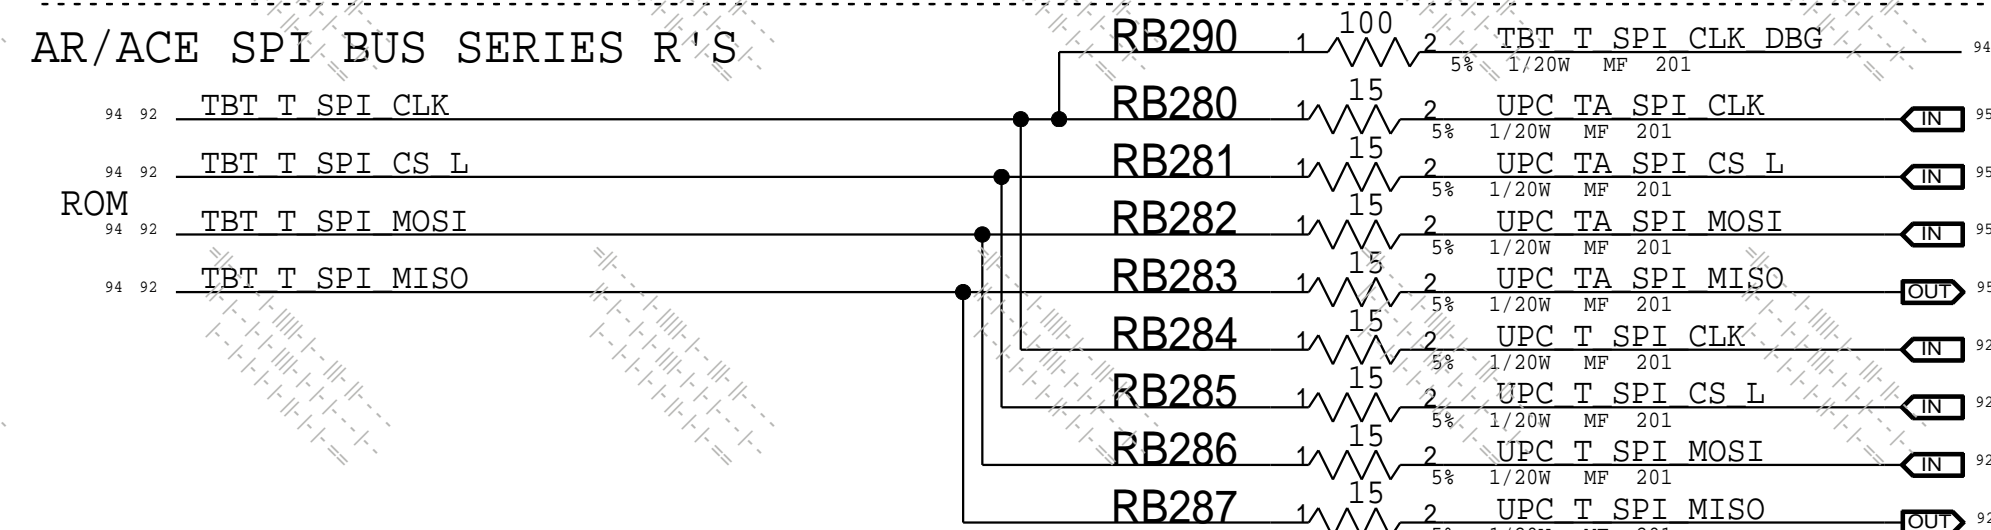 AR/ACE SPI BUS SERIES R'S
RB290 1 100 2 TBT_T_SPI_CLK_DBG 94
5% 1/20W MF 201
94 92 TBT_T_SPI_CLK RB280 1 15 2 UPC_TA_SPI_CLK IN 95
5% 1/20W MF 201
94 92 TBT_T_SPI_CS_L RB281 1 15 2 UPC_TA_SPI_CS_L IN 95
5% 1/20W MF 201
ROM
94 92 TBT_T_SPI_MOSI RB282 1 15 2 UPC_TA_SPI_MOSI IN 95
5% 1/20W MF 201
94 92 TBT_T_SPI_MISO RB283 1 15 2 UPC_TA_SPI_MISO OUT 95
5% 1/20W MF 201
RB284 1 15 2 UPC_T_SPI_CLK IN 92
5% 1/20W MF 201
RB285 1 15 2 UPC_T_SPI_CS_L IN 92
5% 1/20W MF 201
RB286 1 15 2 UPC_T_SPI_MOSI IN 92
5% 1/20W MF 201
RB287 1 15 2 UPC_T_SPI_MISO OUT 92